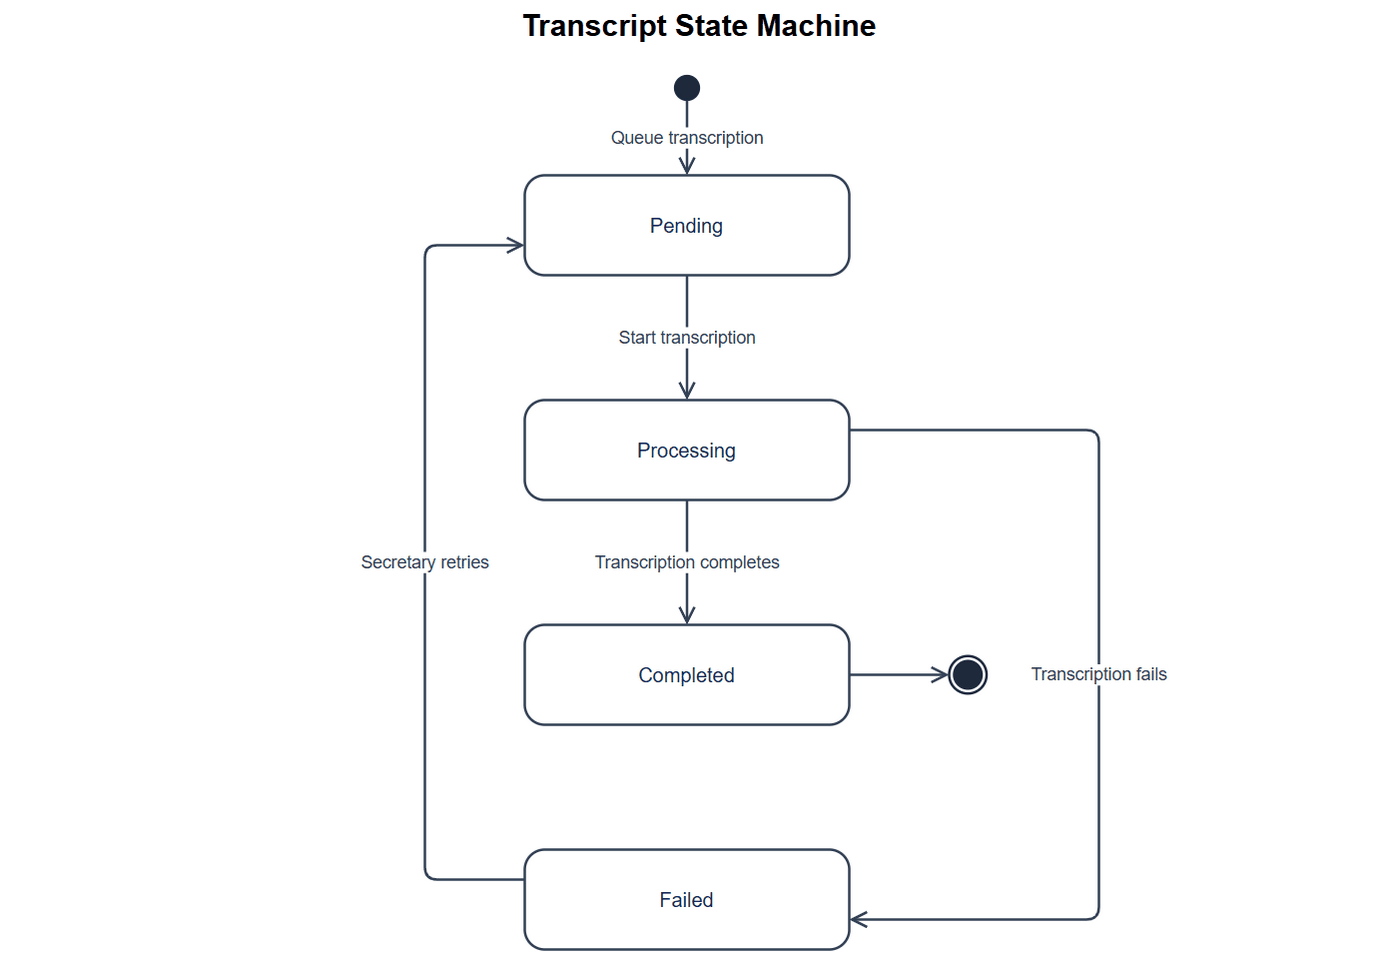 Transcript State Machine
Queue transcription
Pending
Start transcription
Processing
Secretary retries
Transcription completes
Completed
Transcription fails
Failed